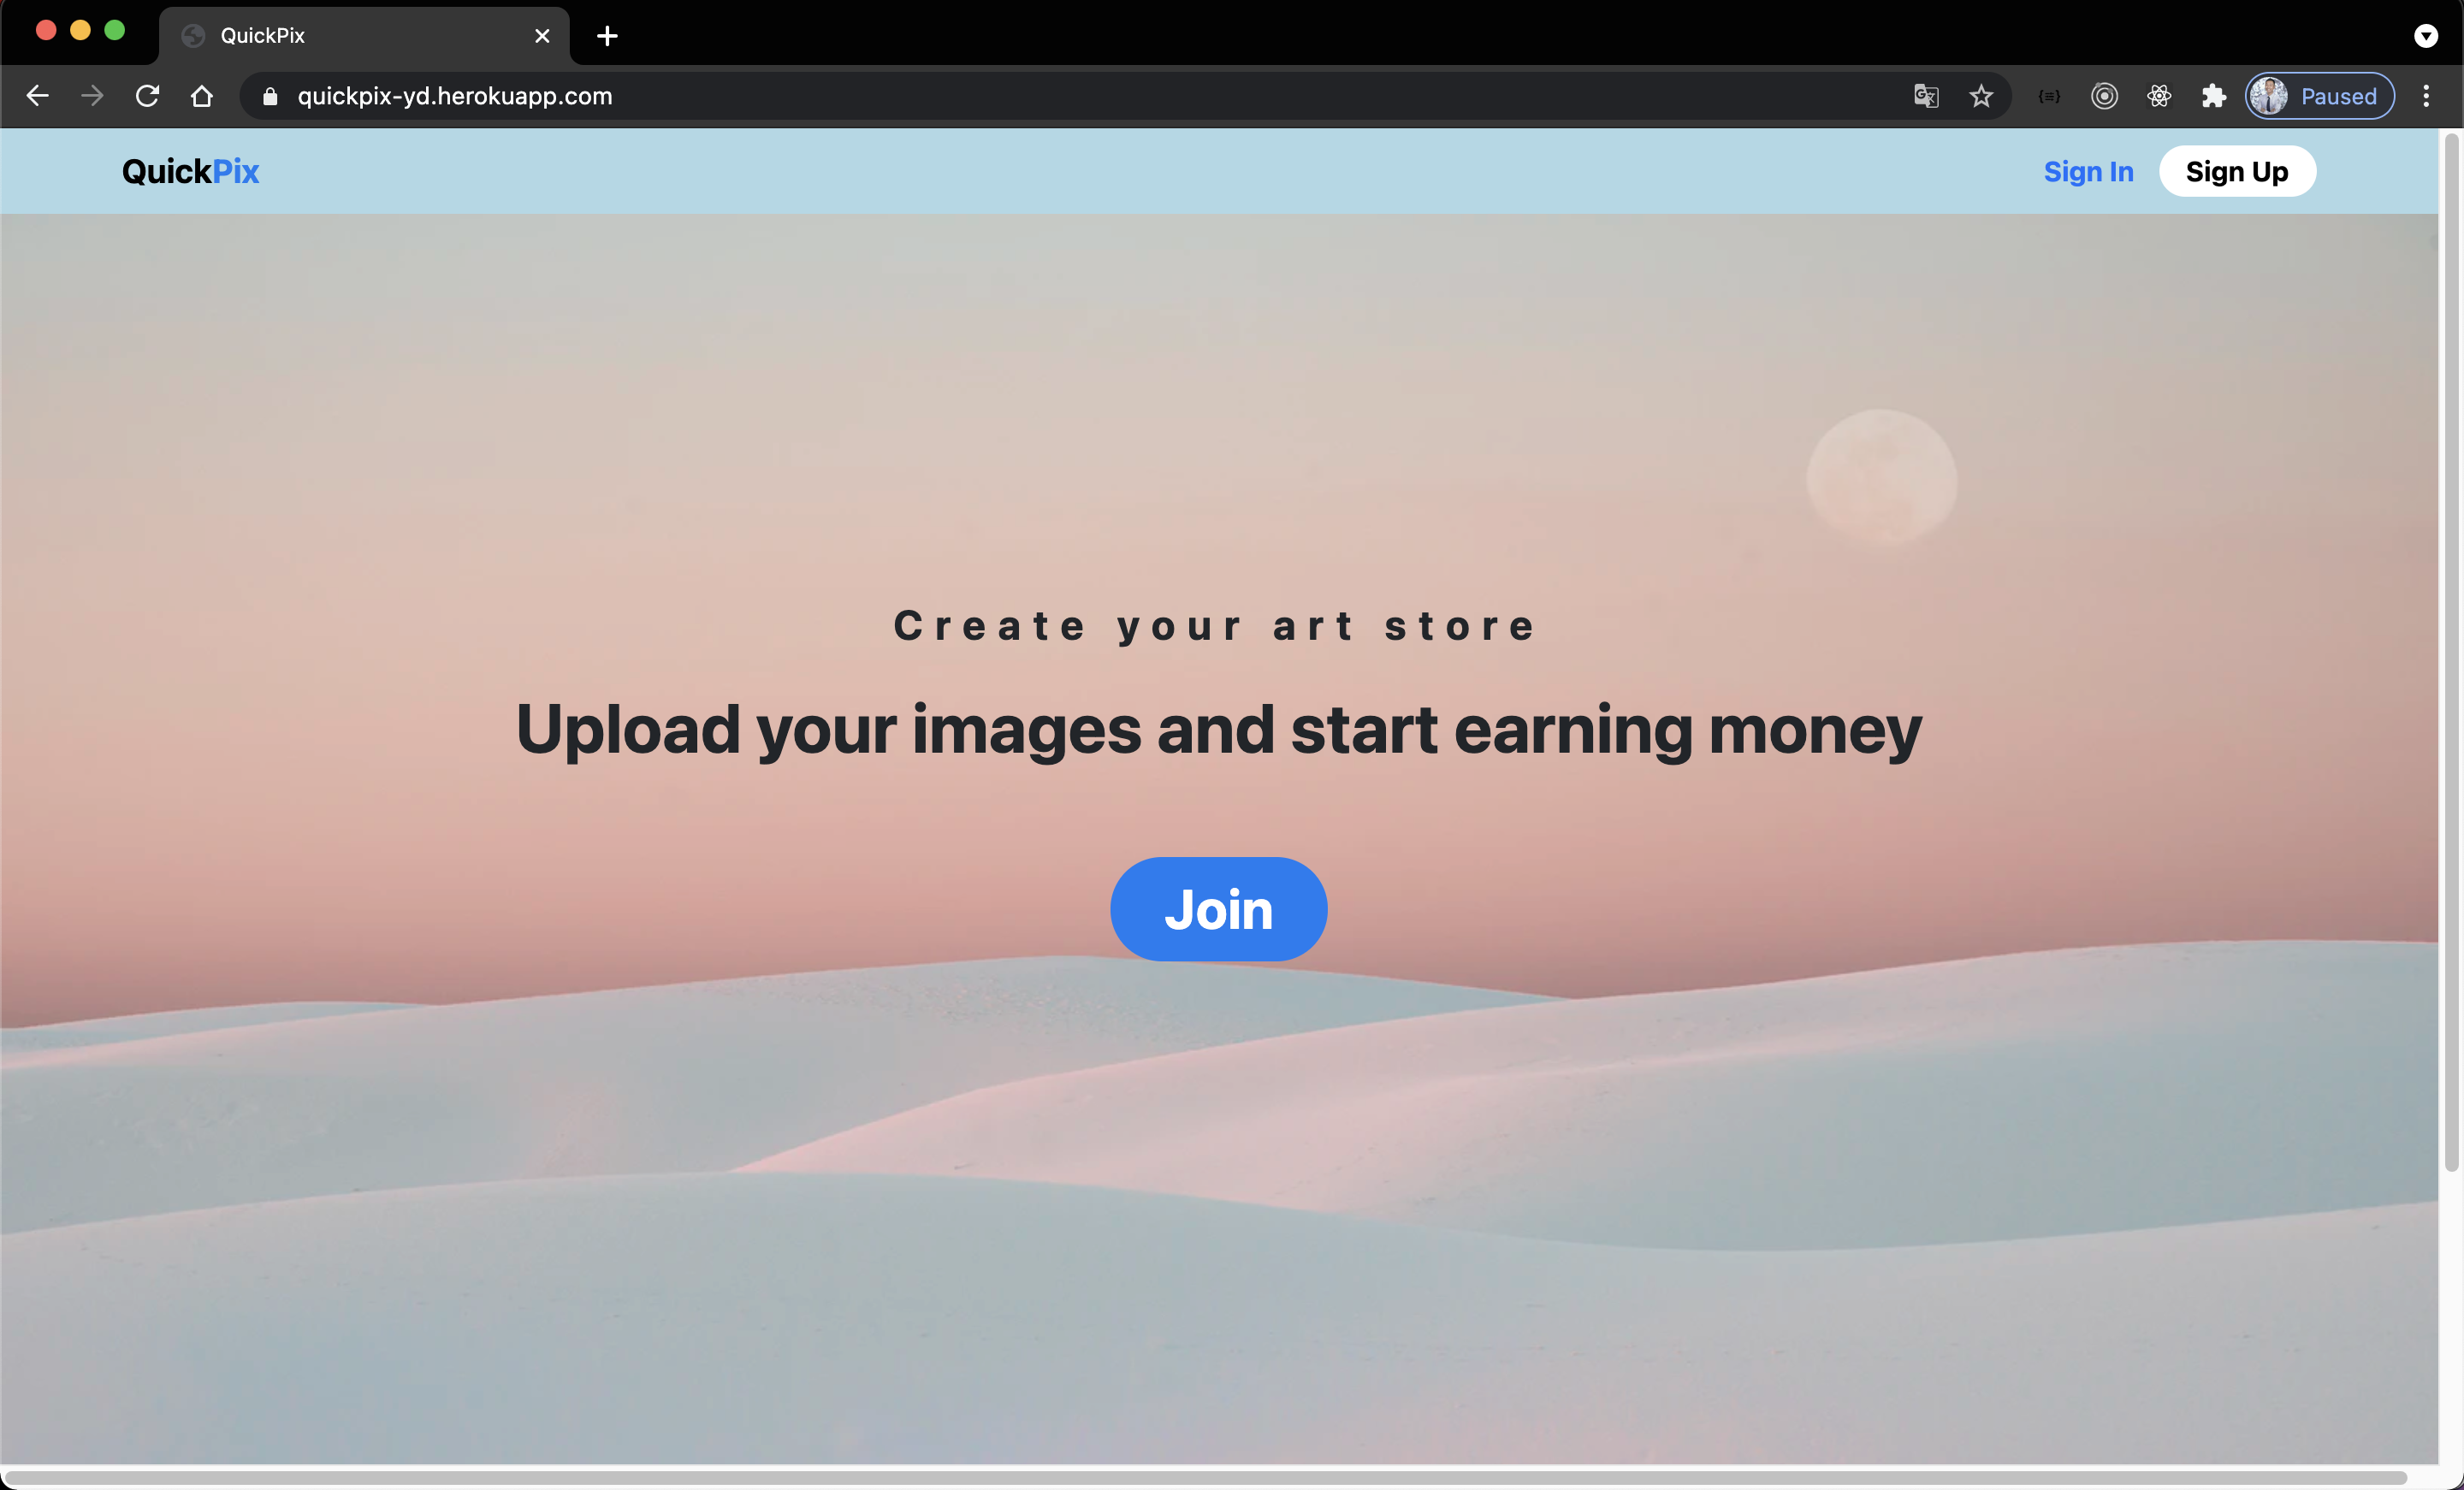 QuickPix
quickpix-yd.herokuapp.com
Paused
QuickPix
Sign In
Sign Up
Create your art store
Upload your images and start earning money
Join